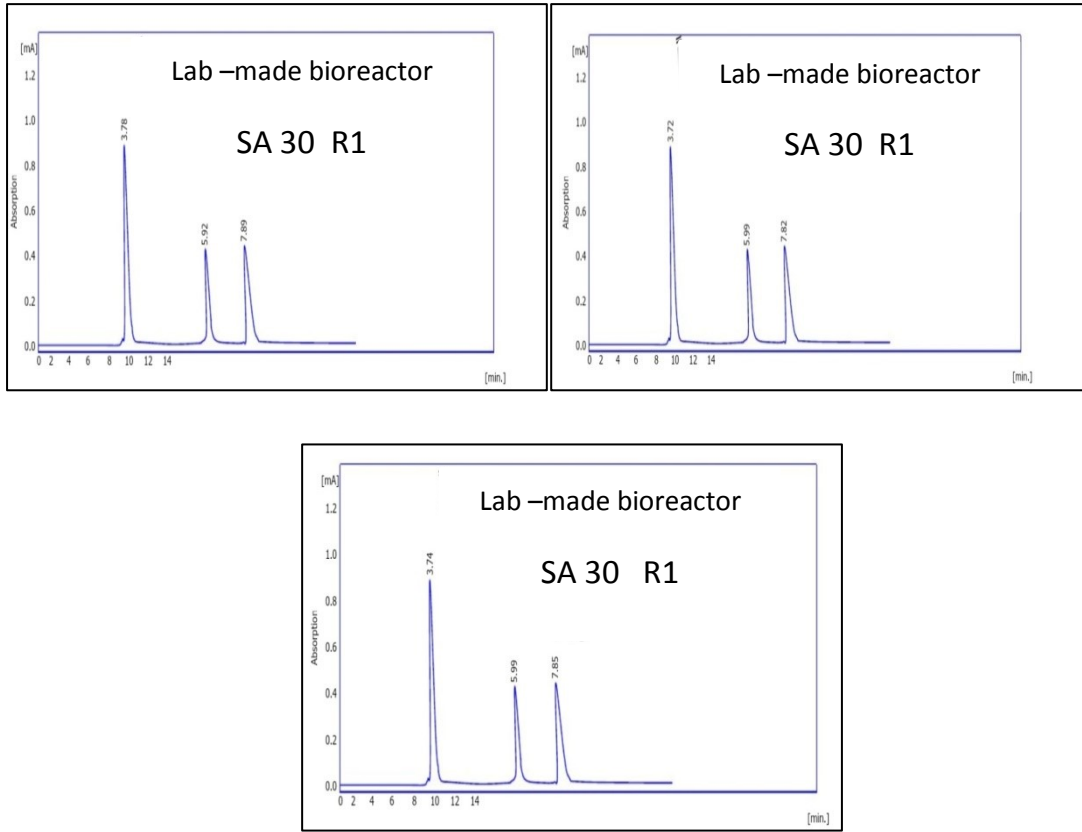 [mA]
Lab –made bioreactor
1.2
SA 30 R1
1.0
3.78
0.8
Absorption
0.6
5.92
7.89
0.4
0.2
0.0
0 2 4 6 8 10 12 14
[min.]
[mA]
Lab –made bioreactor
1.2
SA 30 R1
1.0
3.72
0.8
Absorption
0.6
5.99
7.82
0.4
0.2
0.0
0 2 4 6 8 10 12 14
[min.]
[mA]
Lab –made bioreactor
1.2
SA 30 R1
1.0
3.74
0.8
Absorption
0.6
5.99
7.85
0.4
0.2
0.0
0 2 4 6 8 10 12 14
[min.]